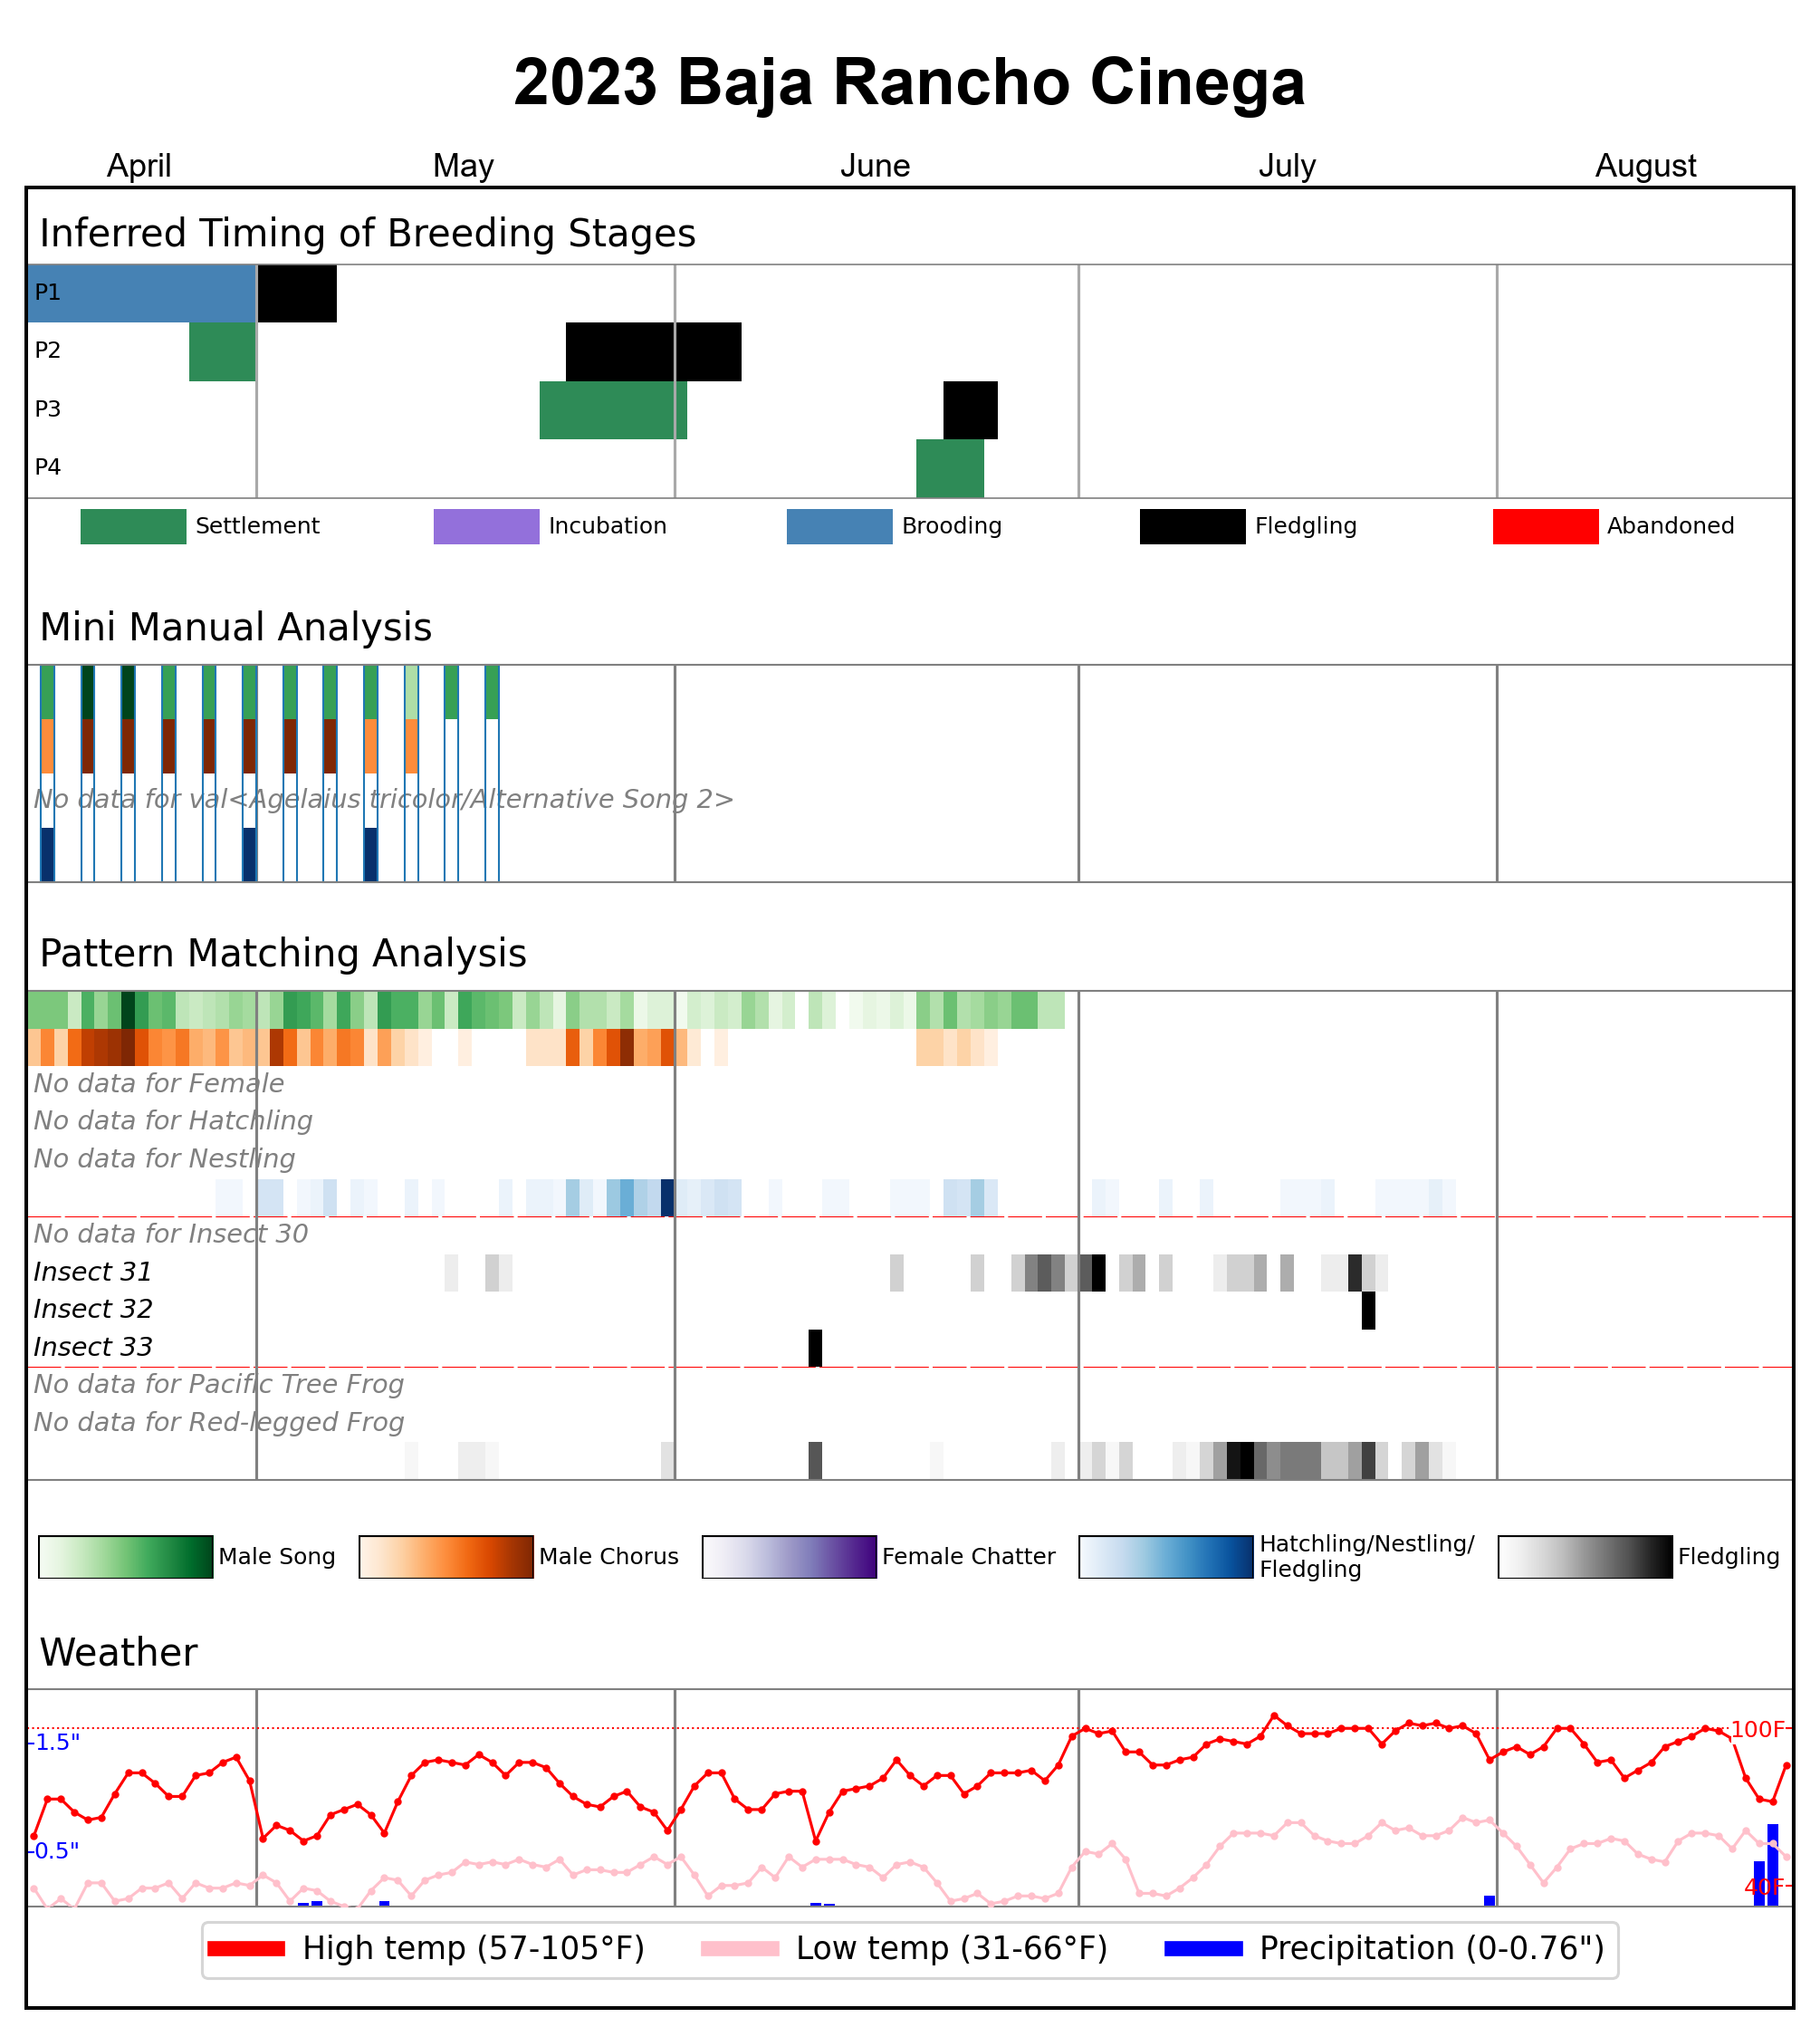 2023 Baja Rancho Cinega
April May June July August
Inferred Timing of Breeding Stages
P1
P2
P3
P4
Settlement Incubation Brooding Fledgling Abandoned
Mini Manual Analysis
No data for val<Agelaius tricolor/Alternative Song 2>
Pattern Matching Analysis
No data for Female
No data for Hatchling
No data for Nestling
No data for Insect 30
Insect 31
Insect 32
Insect 33
No data for Pacific Tree Frog
No data for Red-legged Frog
Male Song Male Chorus Female Chatter Hatchling/Nestling/
Fledgling Fledgling
Weather
1.5" 100F
0.5"
40F
High temp (57-105°F) Low temp (31-66°F) Precipitation (0-0.76")